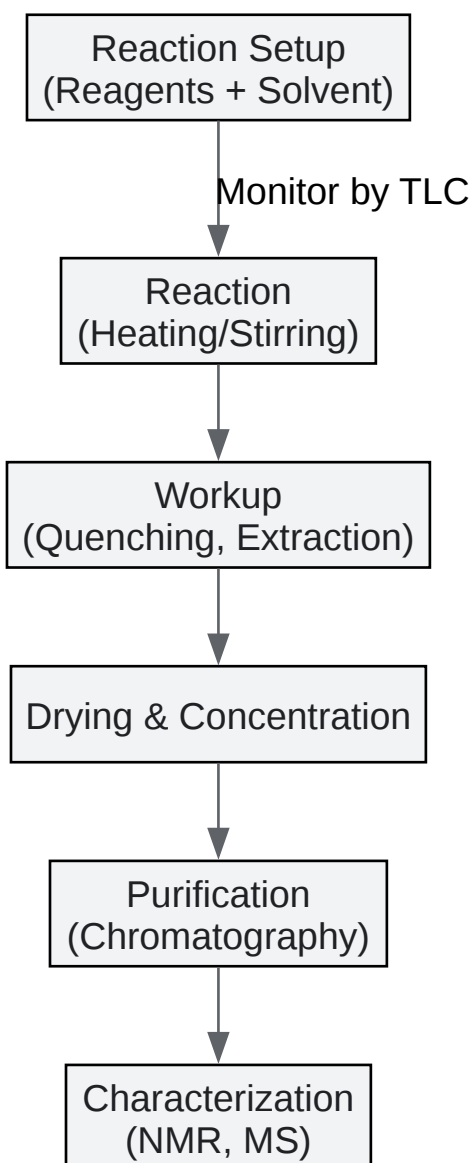 Reaction Setup
(Reagents + Solvent)
Monitor by TLC
Reaction
(Heating/Stirring)
Workup
(Quenching, Extraction)
Drying & Concentration
Purification
(Chromatography)
Characterization
(NMR, MS)